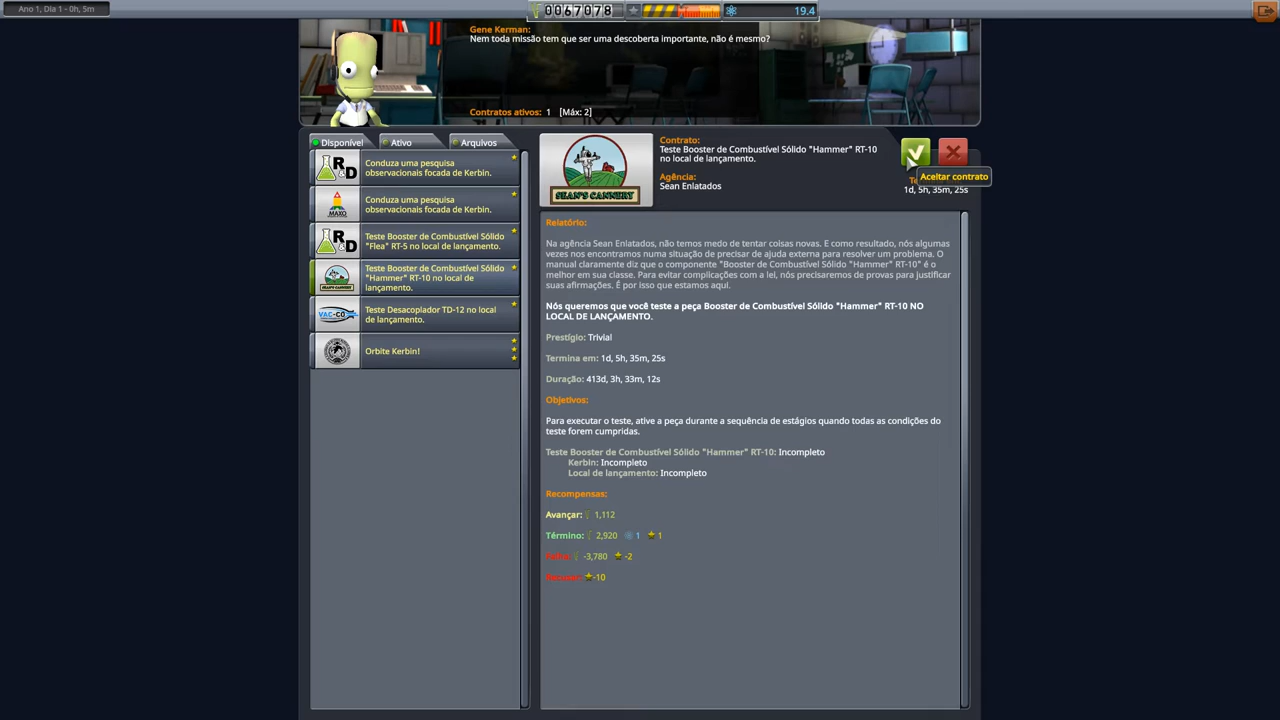 Ano 1, Dia 1 - 0h, 5m
0067078
19.4
Gene Kerman:
Nem toda missão tem que ser uma descoberta importante, não é mesmo?
Contratos ativos: 1 [Máx: 2]
Disponível
Ativo
Arquivos
R&D
Conduza uma pesquisa
observacionais focada de Kerbin.
MAXO
Conduza uma pesquisa
observacionais focada de Kerbin.
R&D
Teste Booster de Combustível Sólido
"Flea" RT-5 no local de lançamento.
Teste Booster de Combustível Sólido
"Hammer" RT-10 no local de
lançamento.
VAC-CO
Teste Desacoplador TD-12 no local
de lançamento.
Orbite Kerbin!
SEAN'S CANNERY
Contrato:
Teste Booster de Combustível Sólido "Hammer" RT-10
no local de lançamento.
Agência:
Sean Enlatados
Aceitar contrato
1d, 5h, 35m, 25s
Relatório:
Na agência Sean Enlatados, não temos medo de tentar coisas novas. E como resultado, nós algumas
vezes nos encontramos numa situação de precisar de ajuda externa para resolver um problema. O
manual claramente diz que o componente "Booster de Combustível Sólido "Hammer" RT-10" é o
melhor em sua classe. Para evitar complicações com a lei, nós precisaremos de provas para justificar
suas afirmações. É por isso que estamos aqui.
Nós queremos que você teste a peça Booster de Combustível Sólido "Hammer" RT-10 NO
LOCAL DE LANÇAMENTO.
Prestígio: Trivial
Termina em: 1d, 5h, 35m, 25s
Duração: 413d, 3h, 33m, 12s
Objetivos:
Para executar o teste, ative a peça durante a sequência de estágios quando todas as condições do
teste forem cumpridas.
Teste Booster de Combustível Sólido "Hammer" RT-10: Incompleto
Kerbin: Incompleto
Local de lançamento: Incompleto
Recompensas:
Avançar: 1,112
Término: 2,920 1 1
-3,780 -2
-10